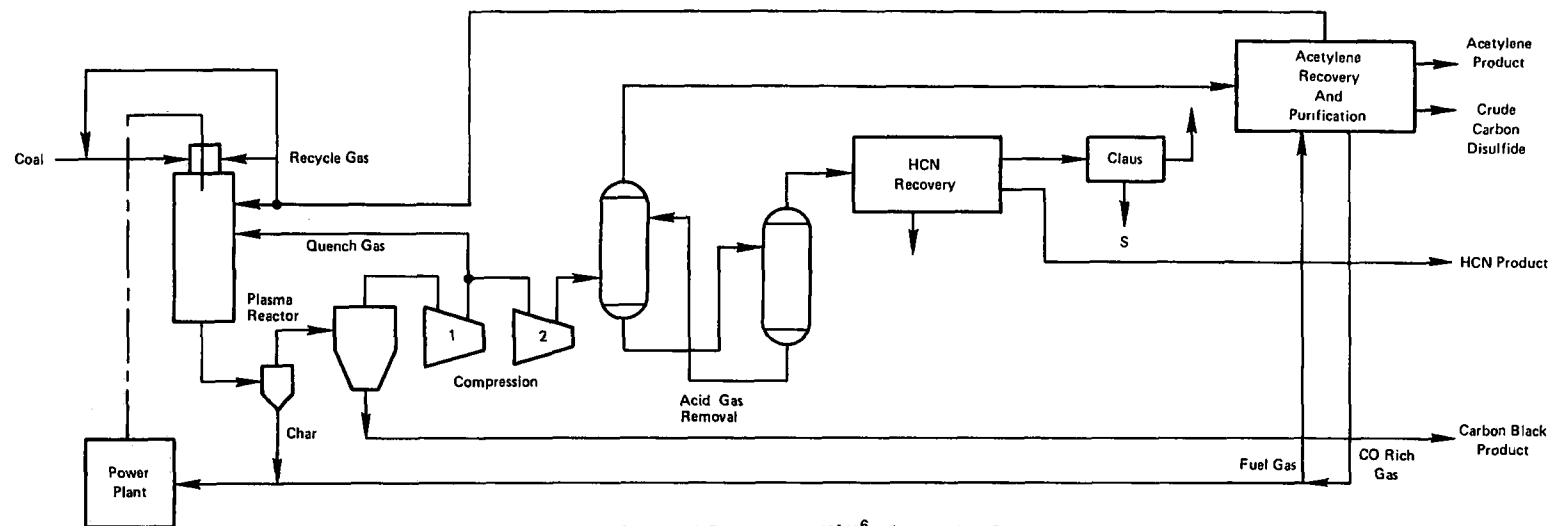 Acetylene
Product
Acetylene
Recovery
And
Purification
Crude
Carbon
Disulfide
Coal
Recycle Gas
HCN
Recovery
Claus
S
Quench Gas
HCN Product
Plasma
Reactor
1
2
Compression
Acid Gas
Removal
Char
Carbon Black
Product
Power
Plant
Fuel Gas
CO Rich
Gas
6